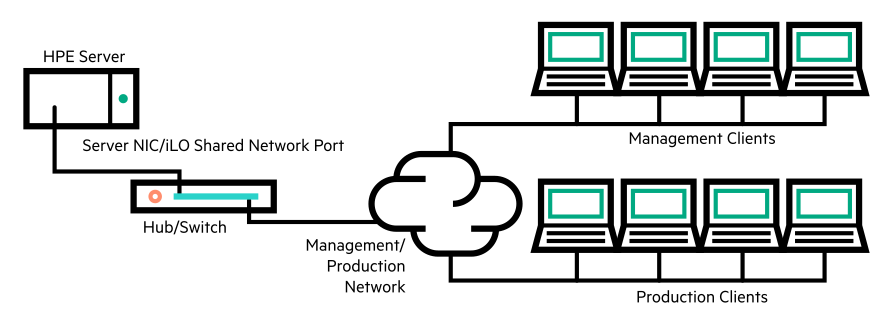 HPE Server
Server NIC/iLO Shared Network Port
Hub/Switch
Management/
Production
Network
Management Clients
Production Clients